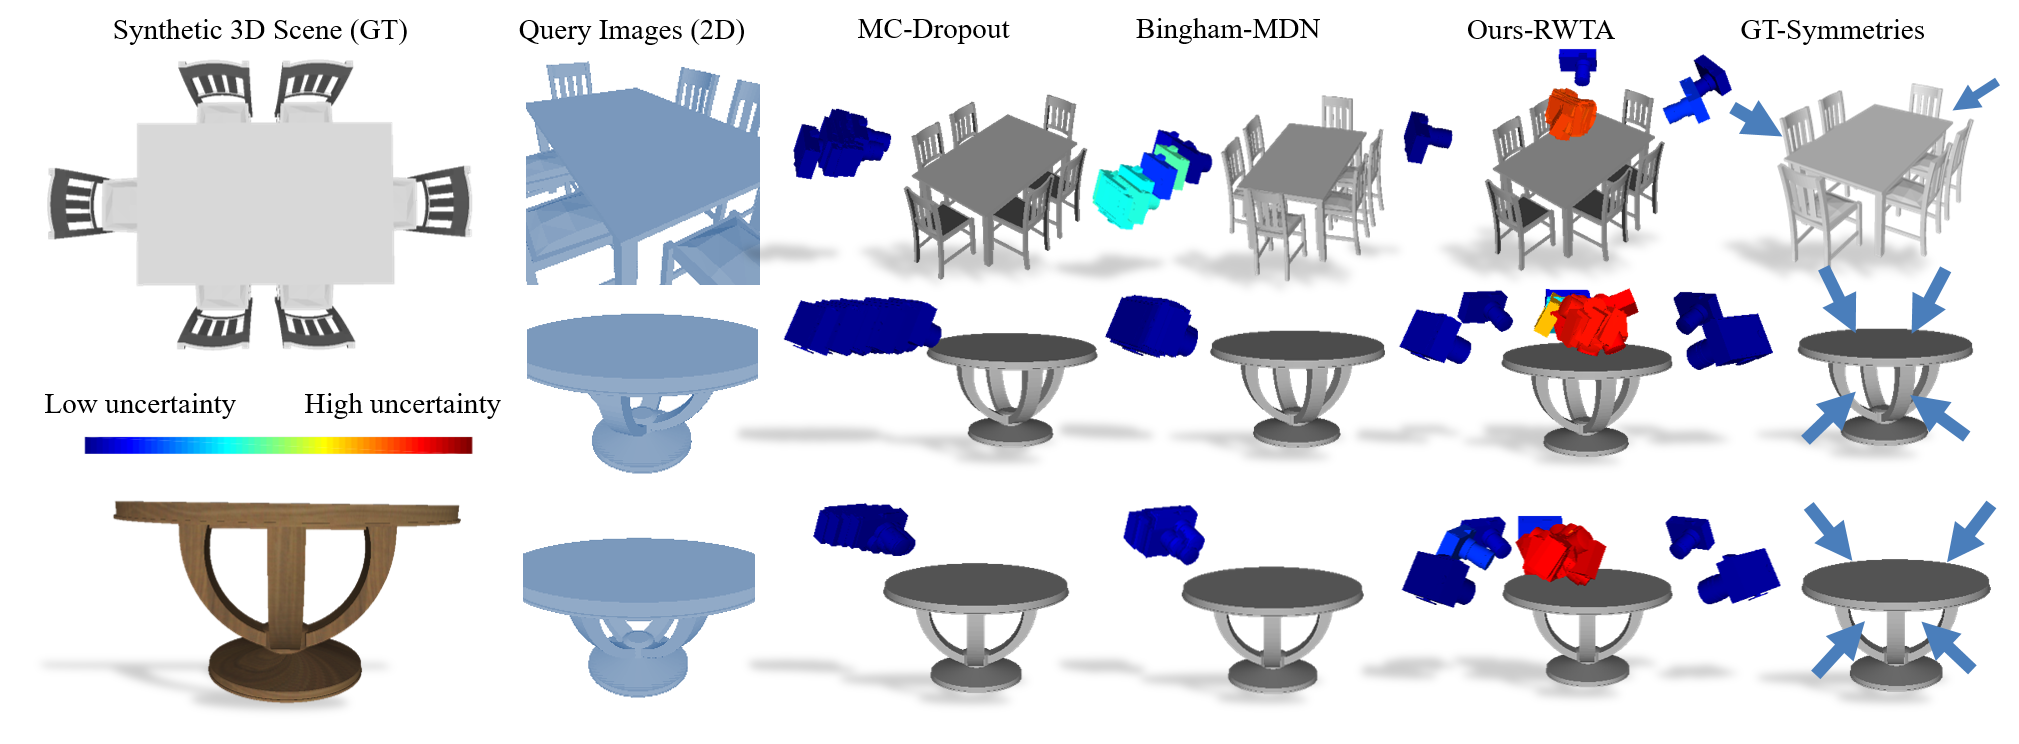 Synthetic 3D Scene (GT)
Query Images (2D)
MC-Dropout
Bingham-MDN
Ours-RWTA
GT-Symmetries
Low uncertainty
High uncertainty